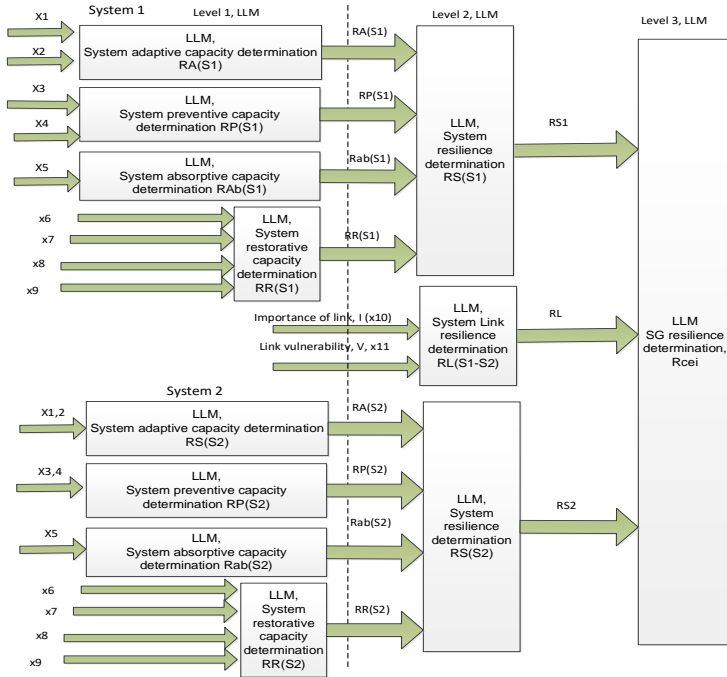 System 1
Level 1, LLM
Level 2, LLM
Level 3, LLM
X1
X2
LLM,
System adaptive capacity determination
RA(S1)
RA(S1)
X3
X4
LLM,
System preventive capacity
determination RP(S1)
RP(S1)
X5
LLM,
System absorptive capacity
determination RAb(S1)
Rab(S1)
x6
x7
x8
x9
LLM,
System
restorative
capacity
determination
RR(S1)
RR(S1)
LLM,
System
resilience
determination
RS(S1)
RS1
Importance of link, I (x10)
Link vulnerability, V, x11
LLM,
System Link
resilience
determination
RL(S1-S2)
RL
LLM
SG resilience
determination,
Rcei
System 2
X1,2
LLM,
System adaptive capacity determination
RS(S2)
RA(S2)
X3,4
LLM,
System preventive capacity
determination RP(S2)
RP(S2)
X5
LLM,
System absorptive capacity
determination Rab(S2)
Rab(S2)
x6
x7
x8
x9
LLM,
System
restorative
capacity
determination
RR(S2)
RR(S2)
LLM,
System
resilience
determination
RS(S2)
RS2